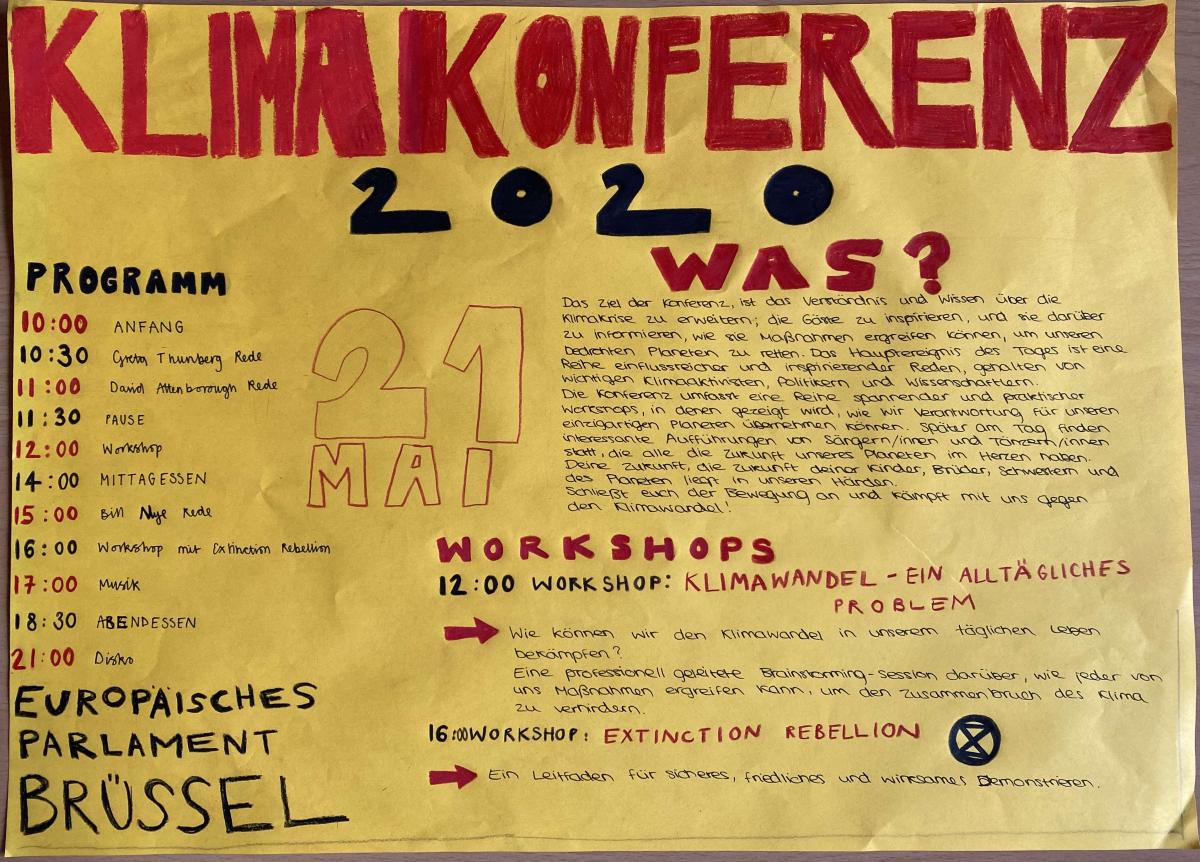 KLIMAKONFERENZ
2020
PROGRAMM
10:00 ANFANG
10:30 Greta Thunberg Rede
11:00 David Attenborough Rede
11:30 PAUSE
12:00 Workshop
14:00 MITTAGESSEN
15:00 Bill Nye Rede
16:00 Workshop mit Extinction Rebellion
17:00 Musik
18:30 ABENDESSEN
21:00 Disko
EUROPÄISCHES
PARLAMENT
BRÜSSEL
21
MAI
WAS?
Das Ziel der Konferenz, ist das Verständnis und Wissen über die
Klimakrise zu erweitern; die Gäste zu inspirieren, und sie darüber
zu informieren, wie sie Maßnahmen ergreifen können, um unseren
bedrohten Planeten zu retten. Das Hauptereignis des Tages ist eine
Reihe einflussreicher und inspirierender Reden, gehalten von
wichtigen Klimaaktivisten, Politikern und Wissenschaftlern.
Die Konferenz umfasst eine Reihe spannender und praktischer
Workshops, in denen gezeigt wird, wie wir Verantwortung für unseren
einzigartigen Planeten übernehmen können. Später am Tag finden
interessante Aufführungen von Sängern/innen und Tänzern/innen
statt, die alle die Zukunft unseres Planeten im Herzen haben.
Deine Zukunft, die Zukunft deiner Kinder, Brüder, Schwestern und
des Planeten liegt in unseren Händen.
Schließt euch der Bewegung an und kämpft mit uns gegen
den Klimawandel!
WORKSHOPS
12:00 WORKSHOP: KLIMAWANDEL - EIN ALLTÄGLICHES
PROBLEM
Wie können wir den Klimawandel in unserem täglichen Leben
bekämpfen?
Eine professionell geleitete Brainstorming-session darüber, wie jeder von
uns Maßnahmen ergreifen kann, um den Zusammenbruch des Klima
zu verhindern.
16:00 WORKSHOP: EXTINCTION REBELLION
Ein Leitfaden für sicheres, friedliches und wirksames Demonstrieren.